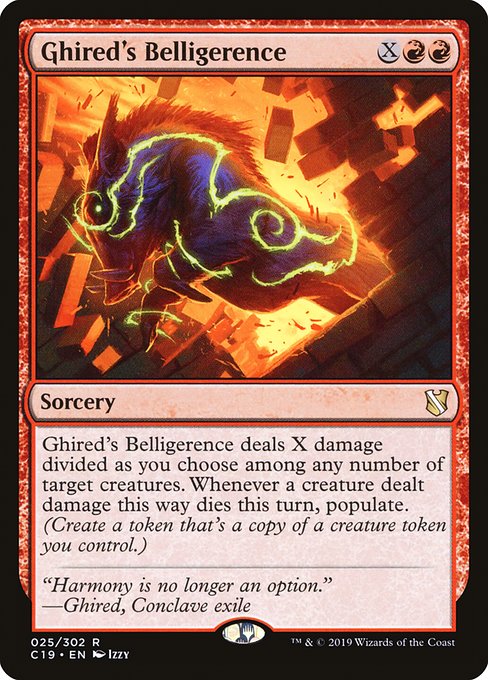 Ghired's Belligerence X
Sorcery
Ghired's Belligerence deals X damage
divided as you choose among any number of
target creatures. Whenever a creature dealt
damage this way dies this turn, populate.
(Create a token that's a copy of a creature token
you control.)
"Harmony is no longer an option."
—Ghired, Conclave exile
025/302 R
C19 • EN Izzy
™ & © 2019 Wizards of the Coast